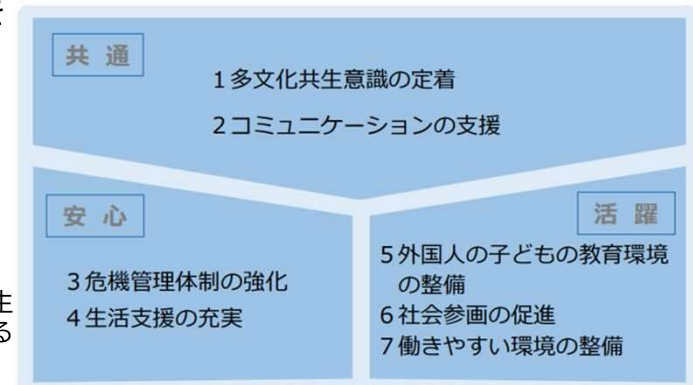 を
共通
1多文化共生意識の定着
2コミュニケーションの支援
安心
3危機管理体制の強化
4生活支援の充実
活躍
5外国人の子どもの教育環境
の整備
6社会参画の促進
7働きやすい環境の整備
生
る